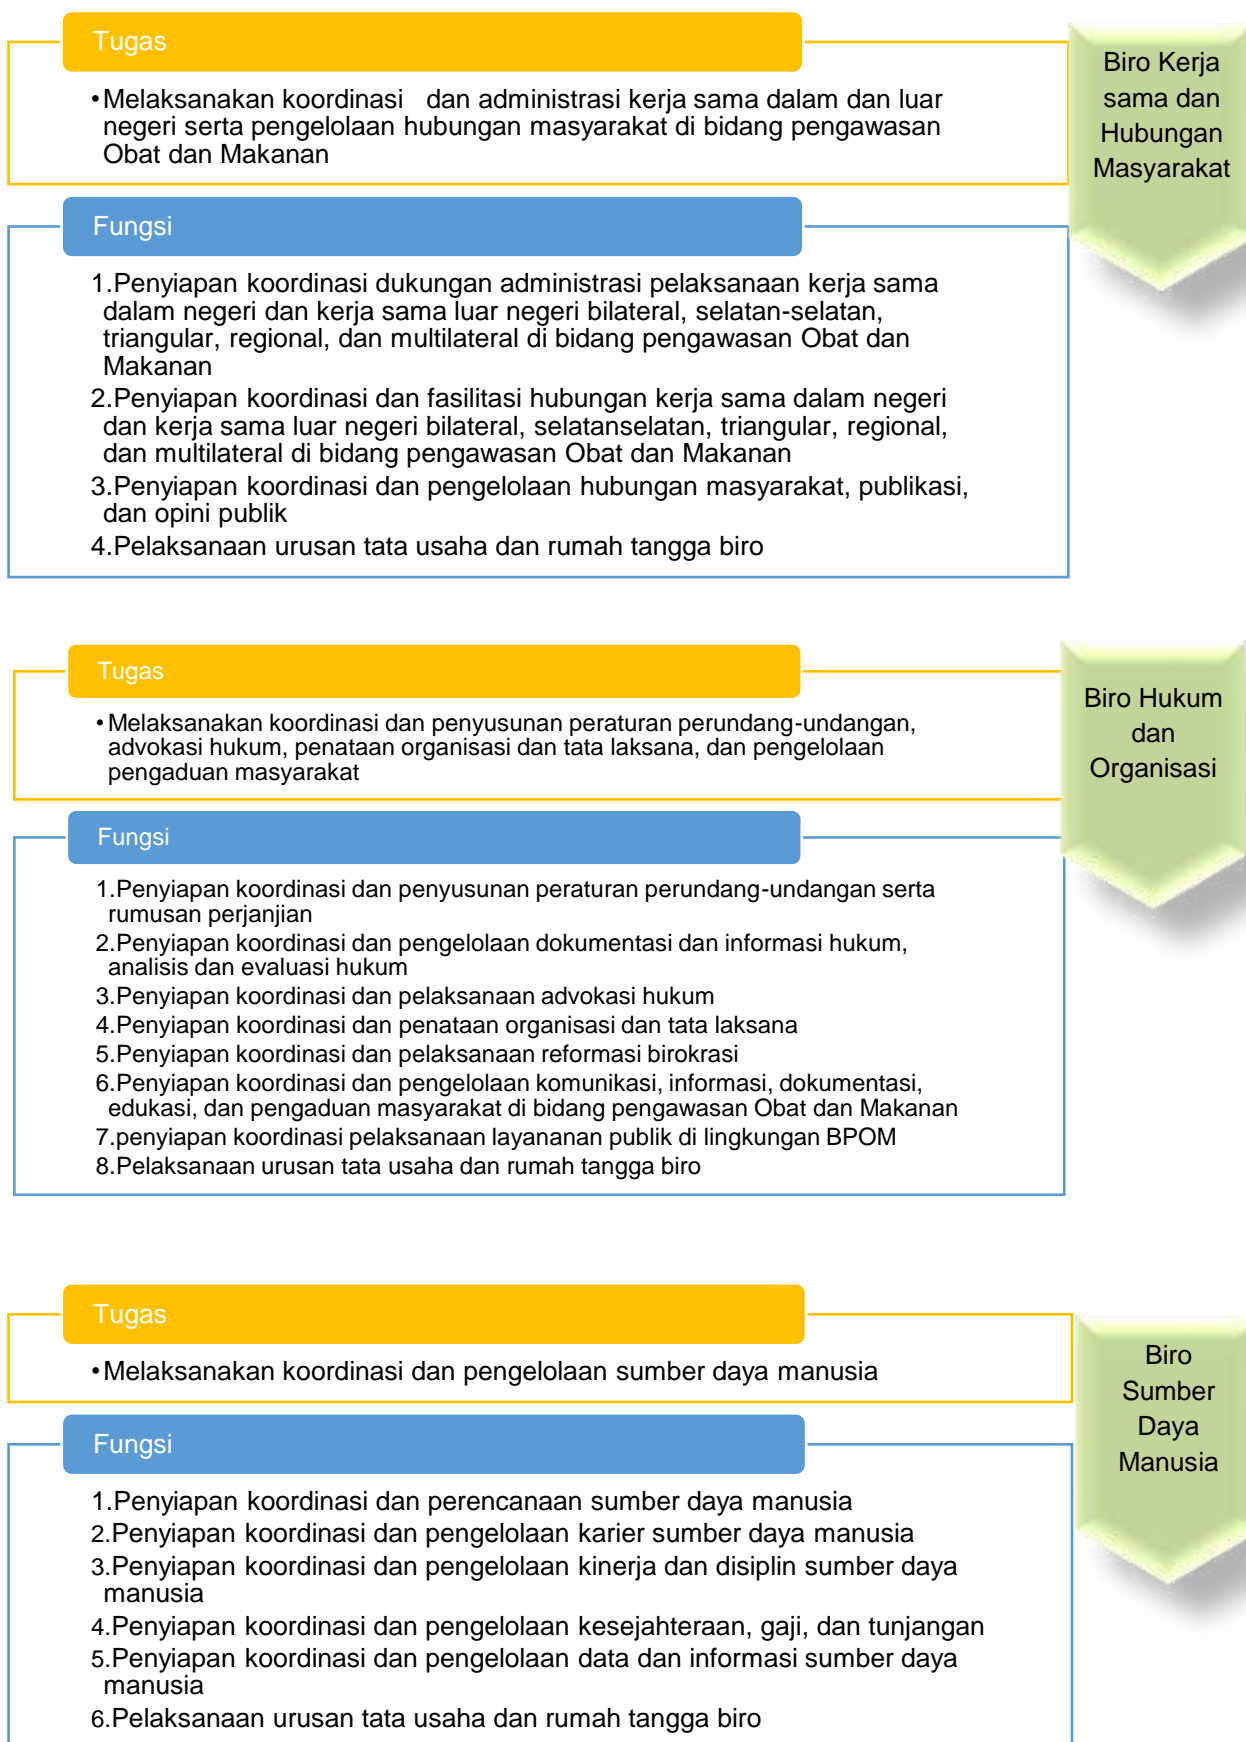 Tugas
•Melaksanakan koordinasi dan administrasi kerja sama dalam dan luar
negeri serta pengelolaan hubungan masyarakat di bidang pengawasan
Obat dan Makanan
Biro Kerja
sama dan
Hubungan
Masyarakat
Fungsi
1.Penyiapan koordinasi dukungan administrasi pelaksanaan kerja sama
dalam negeri dan kerja sama luar negeri bilateral, selatan-selatan,
triangular, regional, dan multilateral di bidang pengawasan Obat dan
Makanan
2.Penyiapan koordinasi dan fasilitasi hubungan kerja sama dalam negeri
dan kerja sama luar negeri bilateral, selatanselatan, triangular, regional,
dan multilateral di bidang pengawasan Obat dan Makanan
3.Penyiapan koordinasi dan pengelolaan hubungan masyarakat, publikasi,
dan opini publik
4.Pelaksanaan urusan tata usaha dan rumah tangga biro
Tugas
•Melaksanakan koordinasi dan penyusunan peraturan perundang-undangan,
advokasi hukum, penataan organisasi dan tata laksana, dan pengelolaan
pengaduan masyarakat
Biro Hukum
dan
Organisasi
Fungsi
1.Penyiapan koordinasi dan penyusunan peraturan perundang-undangan serta
rumusan perjanjian
2.Penyiapan koordinasi dan pengelolaan dokumentasi dan informasi hukum,
analisis dan evaluasi hukum
3.Penyiapan koordinasi dan pelaksanaan advokasi hukum
4.Penyiapan koordinasi dan penataan organisasi dan tata laksana
5.Penyiapan koordinasi dan pelaksanaan reformasi birokrasi
6.Penyiapan koordinasi dan pengelolaan komunikasi, informasi, dokumentasi,
edukasi, dan pengaduan masyarakat di bidang pengawasan Obat dan Makanan
7.penyiapan koordinasi pelaksanaan layananan publik di lingkungan BPOM
8.Pelaksanaan urusan tata usaha dan rumah tangga biro
Tugas
•Melaksanakan koordinasi dan pengelolaan sumber daya manusia
Biro
Sumber
Daya
Manusia
Fungsi
1.Penyiapan koordinasi dan perencanaan sumber daya manusia
2.Penyiapan koordinasi dan pengelolaan karier sumber daya manusia
3.Penyiapan koordinasi dan pengelolaan kinerja dan disiplin sumber daya
manusia
4.Penyiapan koordinasi dan pengelolaan kesejahteraan, gaji, dan tunjangan
5.Penyiapan koordinasi dan pengelolaan data dan informasi sumber daya
manusia
6.Pelaksanaan urusan tata usaha dan rumah tangga biro